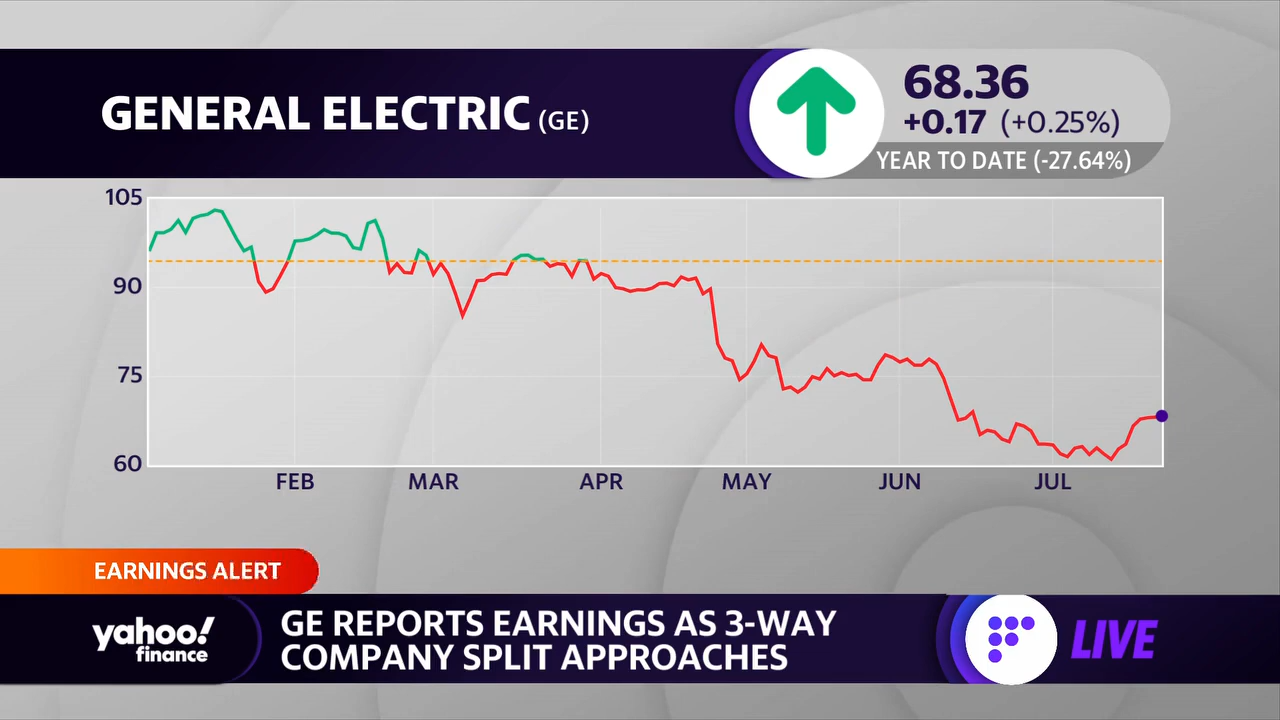 GENERAL ELECTRIC (GE)
68.36
+0.17 (+0.25%)
YEAR TO DATE (-27.64%)
105
90
75
60
FEB MAR APR MAY JUN JUL
EARNINGS ALERT
yahoo!
finance
GE REPORTS EARNINGS AS 3-WAY
COMPANY SPLIT APPROACHES
LIVE